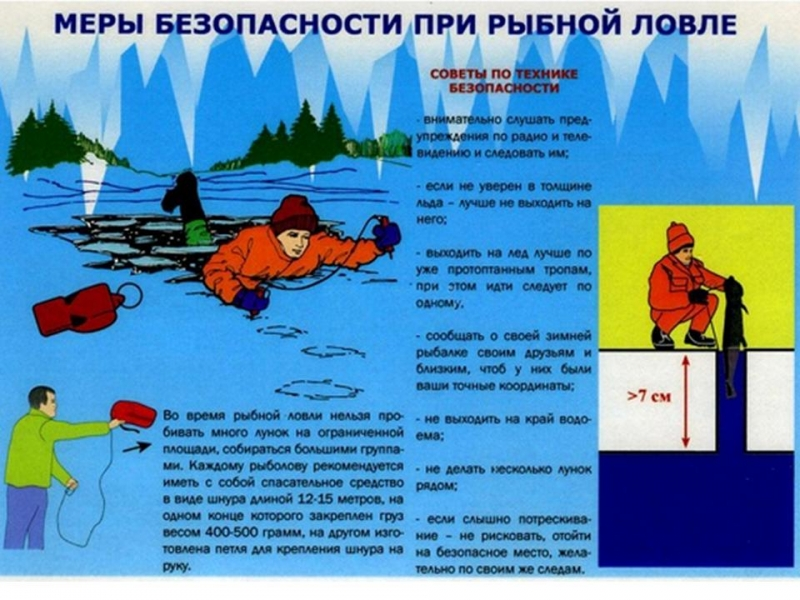 МЕРЫ БЕЗОПАСНОСТИ ПРИ РЫБНОЙ ЛОВЛЕ
СОВЕТЫ ПО ТЕХНИКЕ
БЕЗОПАСНОСТИ
- внимательно слушать пред-
упреждения по радио и теле-
видению и следовать им;
- если не уверен в толщине
льда – лучше не выходить на
него;
- выходить на лед лучше по
уже протоптанным тропам,
при этом идти следует по
одному,
- сообщать о своей зимней
рыбалке своим друзьям и
близким, чтоб у них были
ваши точные координаты;
- не выходить на край водо-
ема;
- не делать несколько лунок
рядом;
- если слышно потрескива-
ние – не рисковать, отойти
на безопасное место, жела-
тельно по своим же следам.
>7 см
Во время рыбной ловли нельзя про-
бивать много лунок на ограниченной
площади, собираться большими группа-
ми. Каждому рыболову рекомендуется
иметь с собой спасательное средство
в виде шнура длиной 12-15 метров, на
одном конце которого закреплен груз
весом 400-500 грамм, на другом изго-
товлена петля для крепления шнура на
руку.